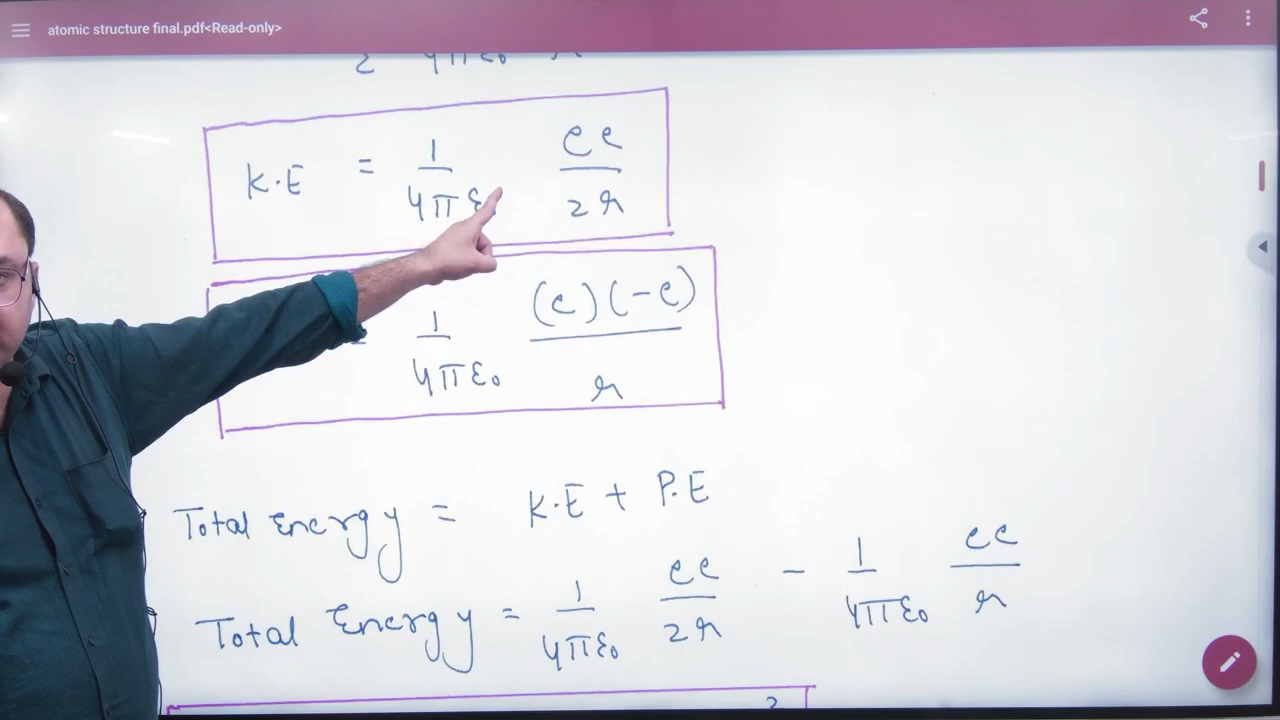 atomic structure final.pdf<Read-only>
K.E = 1/4πε₀ ee/2r
1/4πε₀ (e)(-e)/r
Total Energy = K.E + P.E
Total Energy = 1/4πε₀ ee/2r - 1/4πε₀ ee/r
2